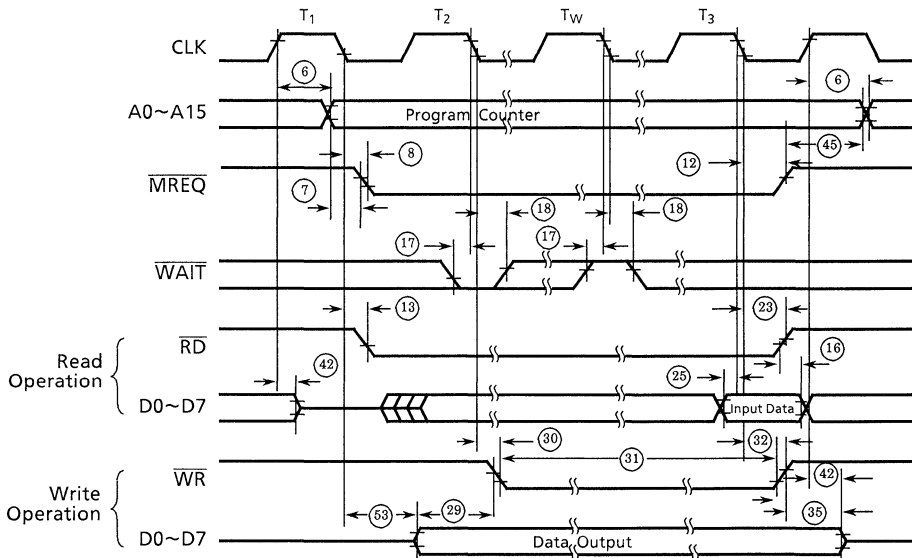 T1 T2 TW T3
CLK
6 6
A0~A15 Program Counter
8 12 45
MREQ
7 18 18
17 17
WAIT
13 23
RD
16
Read Operation
42 25
D0~D7 Input Data
30 31 32
WR
42
Write Operation
53 29 35
D0~D7 Data Output